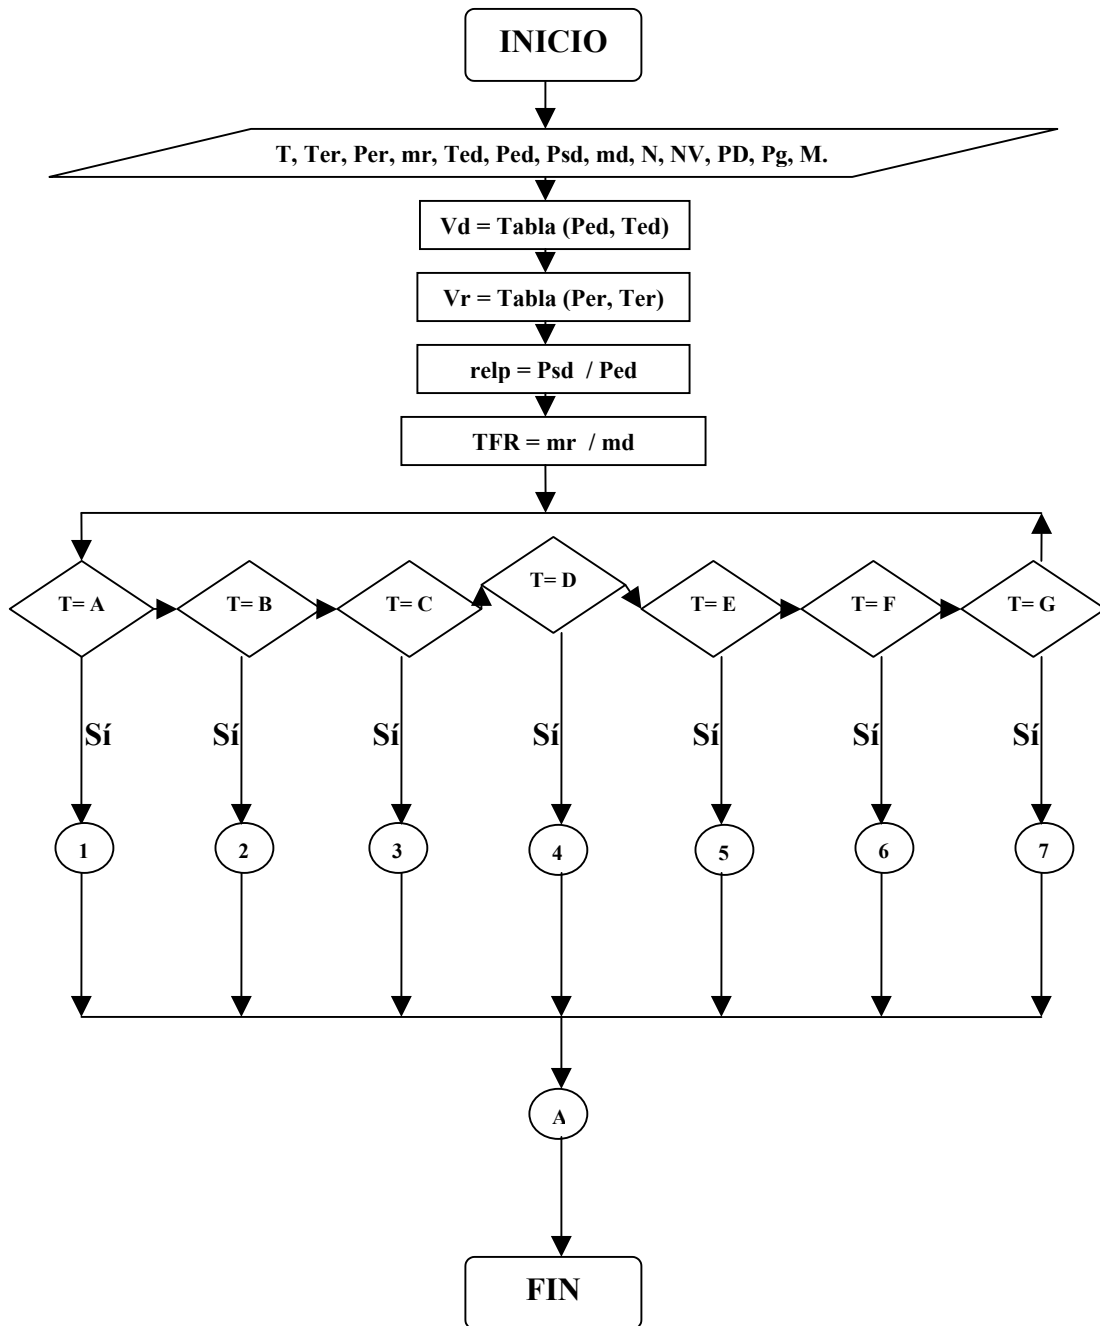 INICIO
T, Ter, Per, mr, Ted, Ped, Psd, md, N, NV, PD, Pg, M.
Vd = Tabla (Ped, Ted)
Vr = Tabla (Per, Ter)
relp = Psd / Ped
TFR = mr / md
T= A
T= B
T= C
T= D
T= E
T= F
T= G
Sí
Sí
Sí
Sí
Sí
Sí
Sí
1
2
3
4
5
6
7
A
FIN